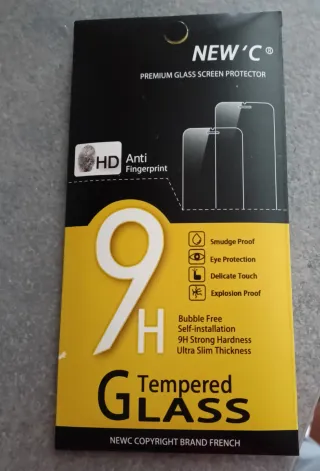 NEW‘C ®
PREMIUM GLASS SCREEN PROTECTOR
HD
Anti
Fingerprint
9H
Smudge Proof
Eye Protection
Delicate Touch
Explosion Proof
Bubble Free
Self-installation
9H Strong Hardness
Ultra Slim Thickness
Tempered
GLASS
NEWC COPYRIGHT BRAND FRENCH